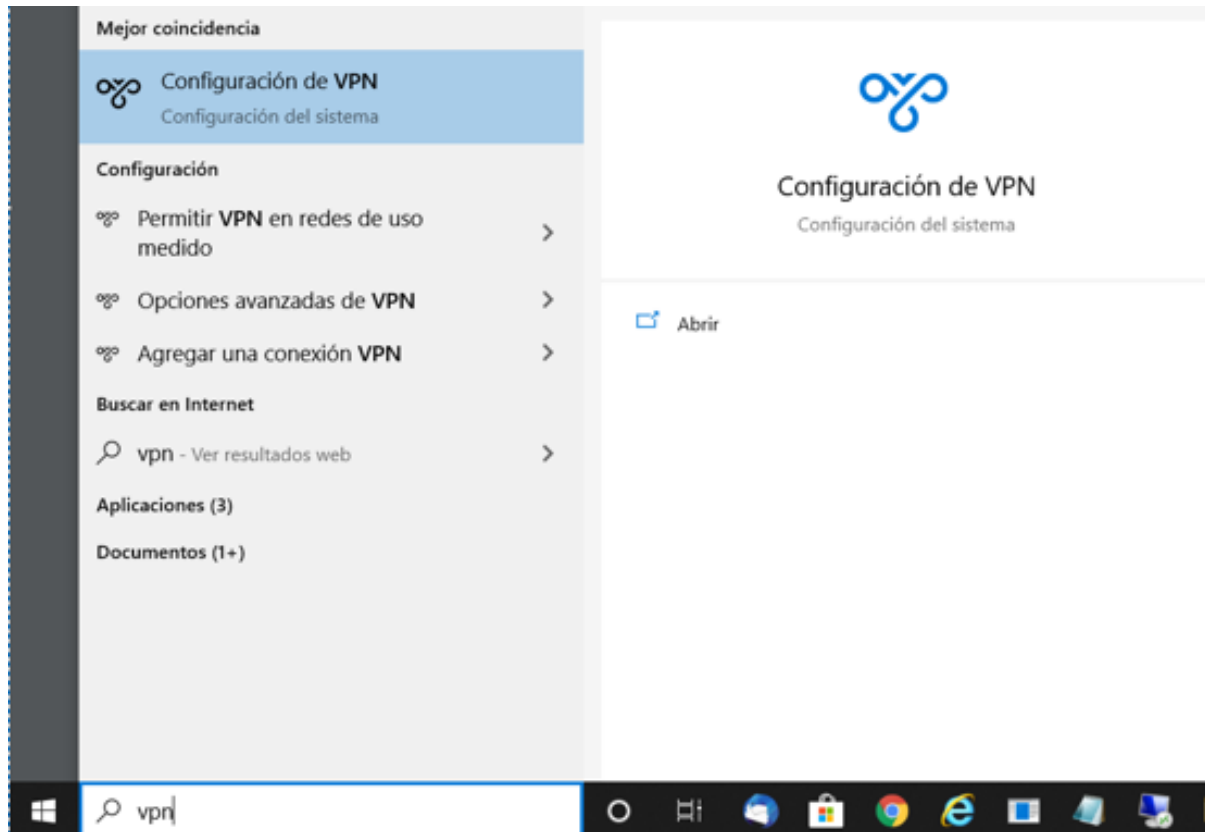 Mejor coincidencia
Configuración de VPN
Configuración del sistema
Configuración
Permitir VPN en redes de uso
medido
Opciones avanzadas de VPN
Agregar una conexión VPN
Buscar en Internet
vpn - Ver resultados web
Aplicaciones (3)
Documentos (1+)
Configuración de VPN
Configuración del sistema
Abrir
vpn